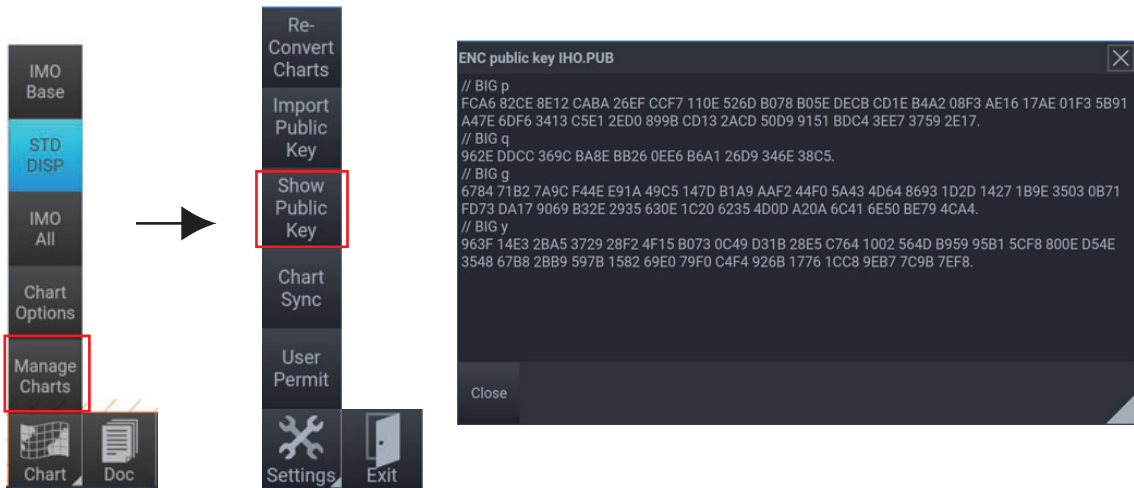 IMO
Base
STD
DISP
IMO
All
Chart
Options
Manage
Charts
Chart
Doc
Re-
Convert
Charts
Import
Public
Key
Show
Public
Key
Chart
Sync
User
Permit
Settings
Exit
ENC public key IHO.PUB
// BIG p
FCA6 82CE 8E12 CABA 26EF CCF7 110E 526D B078 B05E DECB CD1E B4A2 08F3 AE16 17AE 01F3 5B91
A47E 6DF6 3413 C5E1 2ED0 899B CD13 2ACD 50D9 9151 BDC4 3EE7 3759 2E17.
// BIG q
962E DDCC 369C BA8E BB26 0EE6 B6A1 26D9 346E 38C5.
// BIG g
6784 71B2 7A9C F44E E91A 49C5 147D B1A9 AAF2 44F0 5A43 4D64 8693 1D2D 1427 1B9E 3503 0B71
FD73 DA17 9069 B32E 2935 630E 1C20 6235 4D0D A20A 6C41 6E50 BE79 4CA4.
// BIG y
963F 14E3 2BA5 3729 28F2 4F15 B073 0C49 D31B 28E5 C764 1002 564D B959 95B1 5CF8 800E D54E
3548 67B8 2BB9 597B 1582 69E0 79F0 C4F4 926B 1776 1CC8 9EB7 7C9B 7EF8.
Close